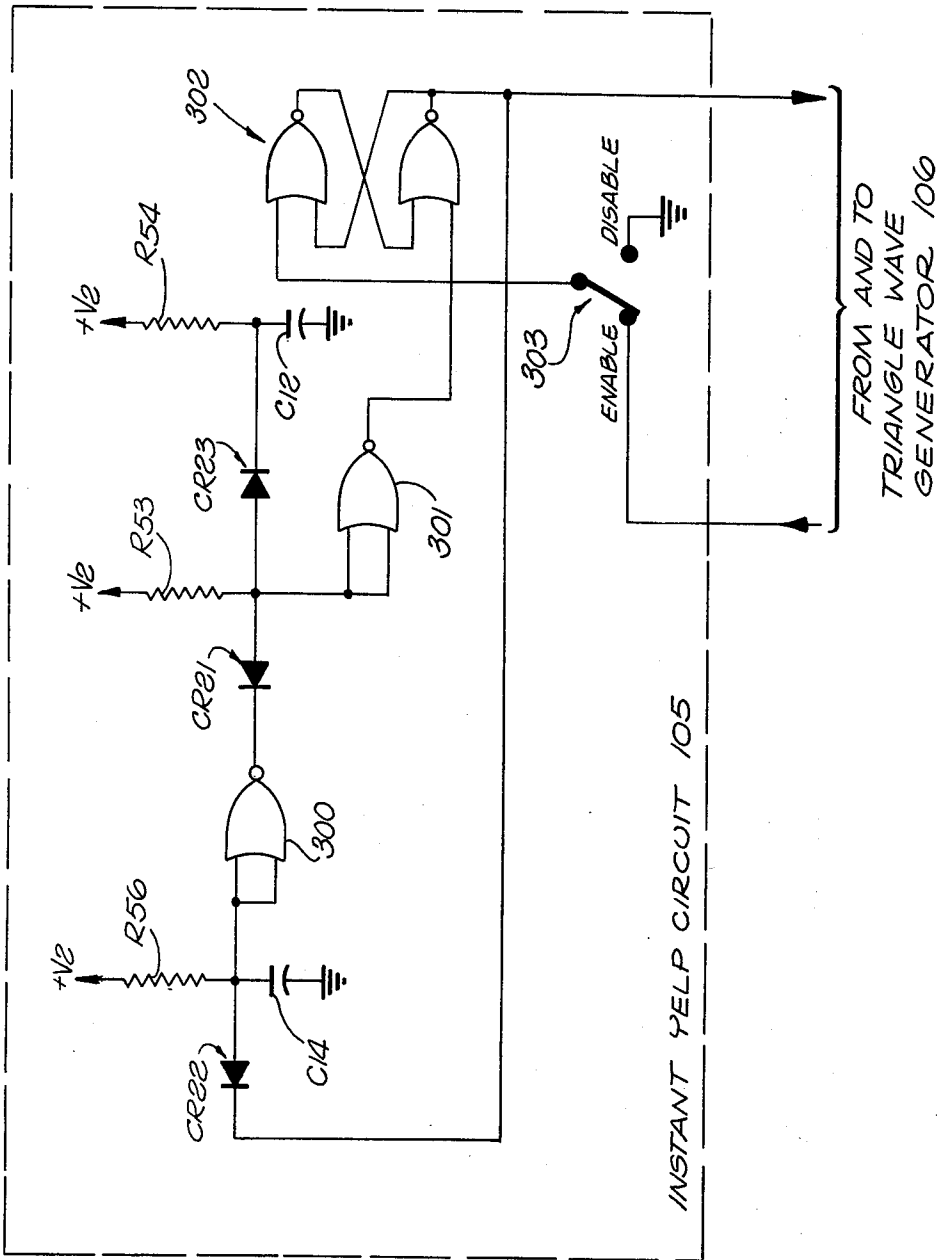 +V2
R54
302
+V2
R53
CR23
C12
CR21
301
303
ENABLE
DISABLE
+V2
R56
300
CR22
C14
INSTANT YELP CIRCUIT 105
FROM AND TO
TRIANGLE WAVE
GENERATOR 106